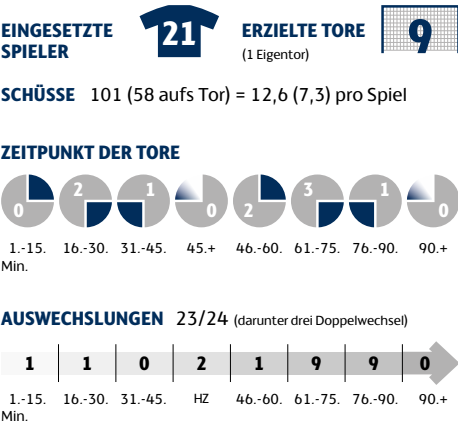 EINGESETZTE SPIELER 21
ERZIELTE TORE 9
(1 Eigentor)
SCHÜSSE 101 (58 aufs Tor) = 12,6 (7,3) pro Spiel
ZEITPUNKT DER TORE
0 2 1 0 2 3 1 0
1.-15. 16.-30. 31.-45. 45.+ 46.-60. 61.-75. 76.-90. 90.+
Min.
AUSWECHSLUNGEN 23/24 (darunter drei Doppelwechsel)
1 1 0 2 1 9 9 0
1.-15. 16.-30. 31.-45. HZ 46.-60. 61.-75. 76.-90. 90.+
Min.